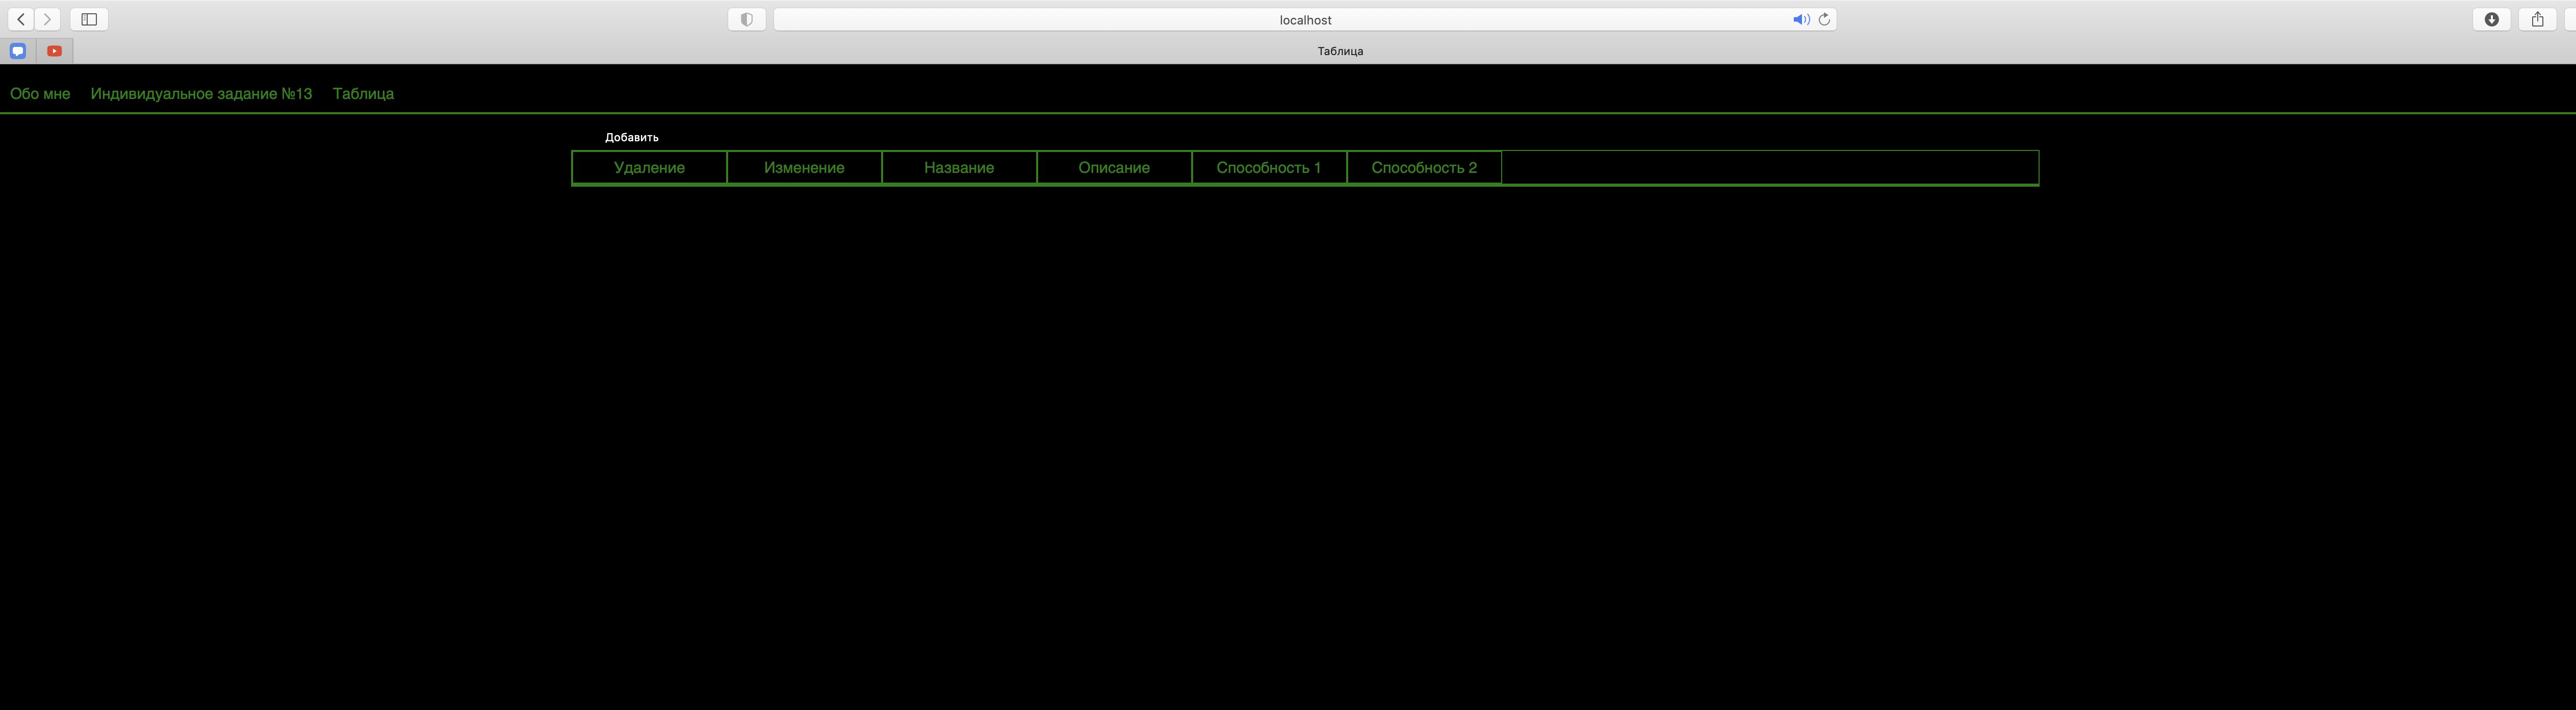 localhost
Таблица
Обо мне Индивидуальное задание №13 Таблица
Добавить
Удаление Изменение Название Описание Способность 1 Способность 2